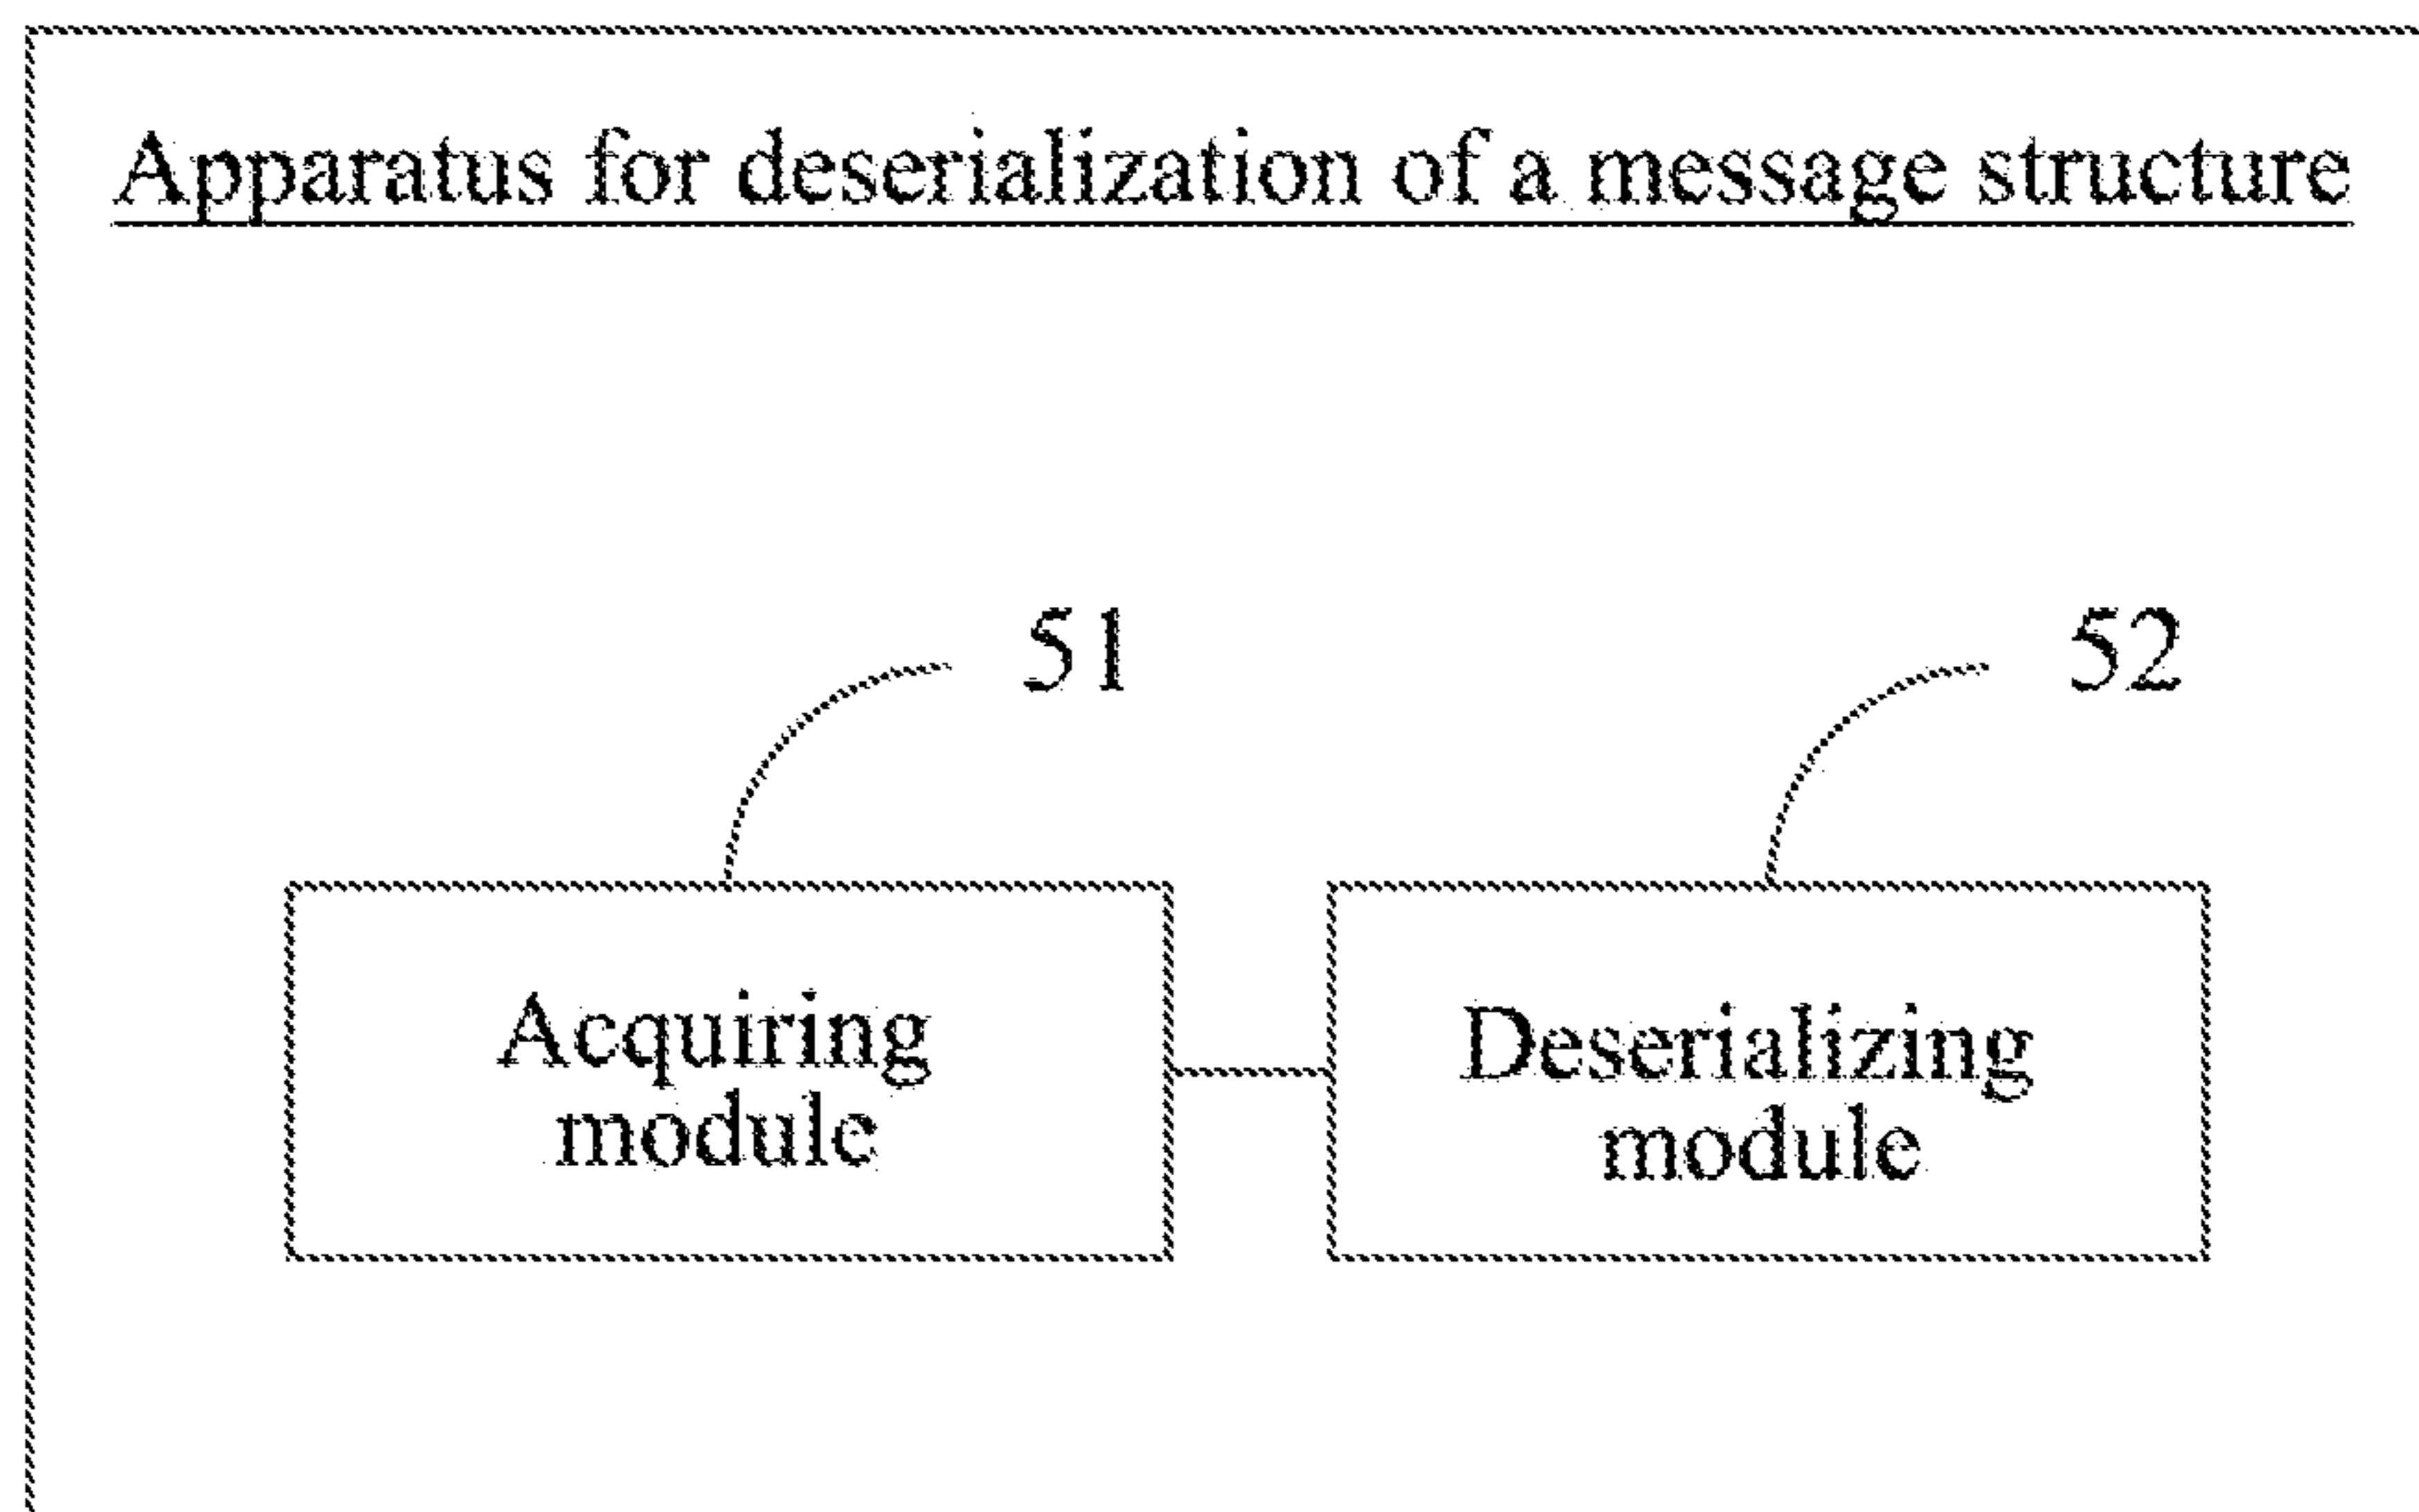 Apparatus for deserialization of a message structure
51
52
Acquiring
module
Deserializing
module